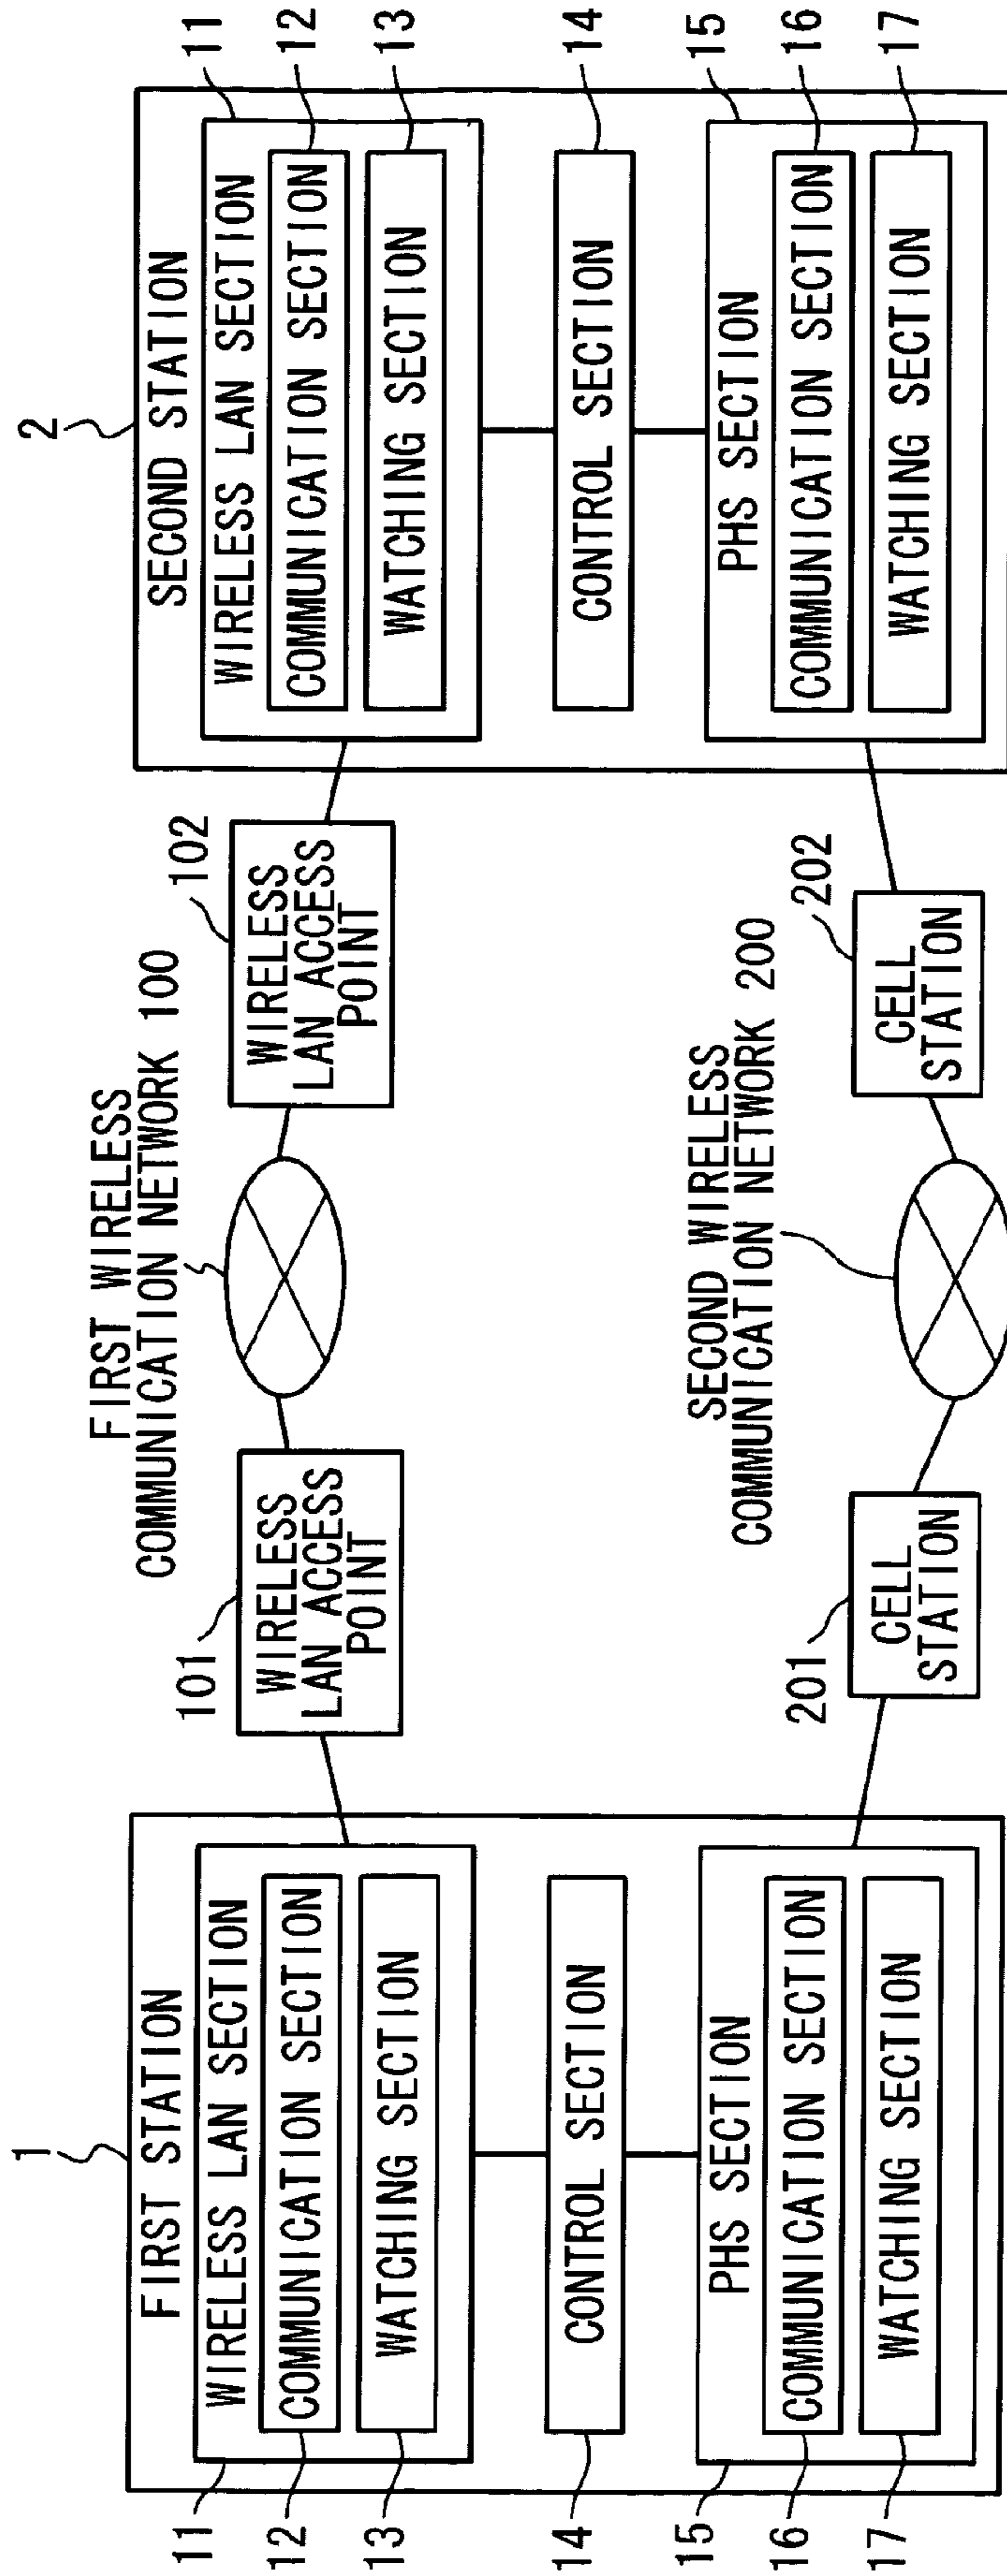 1
FIRST STATION
WIRELESS LAN SECTION
COMMUNICATION SECTION
WATCHING SECTION
CONTROL SECTION
PHS SECTION
COMMUNICATION SECTION
WATCHING SECTION
11
12
13
14
15
16
17
101
WIRELESS
LAN ACCESS
POINT
FIRST WIRELESS
COMMUNICATION NETWORK 100
102
WIRELESS
LAN ACCESS
POINT
201
CELL
STATION
SECOND WIRELESS
COMMUNICATION NETWORK 200
202
CELL
STATION
2
SECOND STATION
WIRELESS LAN SECTION
COMMUNICATION SECTION
WATCHING SECTION
CONTROL SECTION
PHS SECTION
COMMUNICATION SECTION
WATCHING SECTION
11
12
13
14
15
16
17